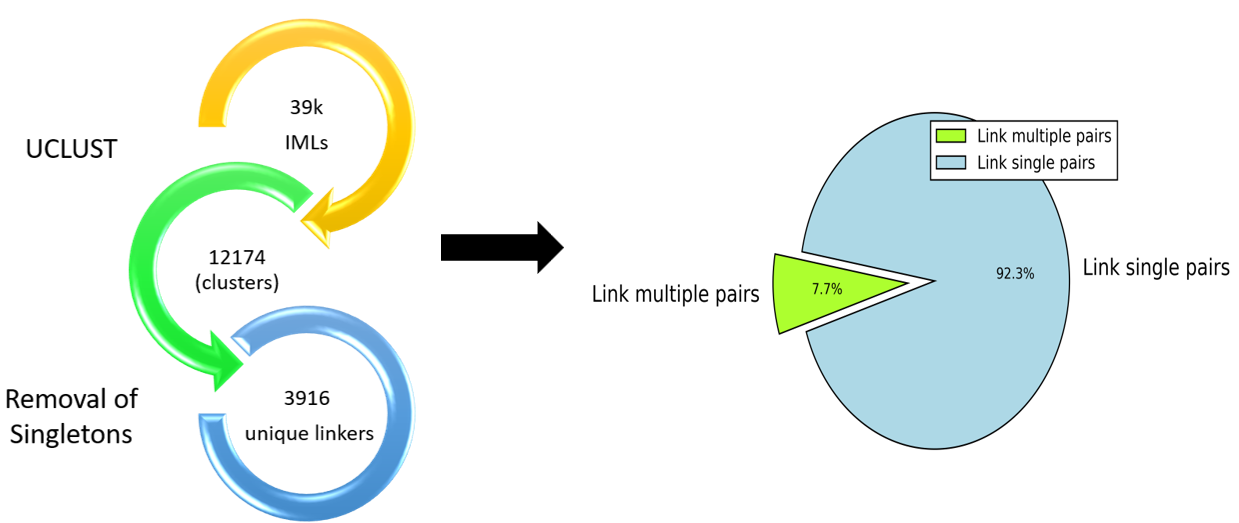 39k
IMLs
UCLUST
12174
(clusters)
Removal of
Singletons
3916
unique linkers
Link multiple pairs
Link single pairs
92.3%
Link single pairs
7.7%
Link multiple pairs